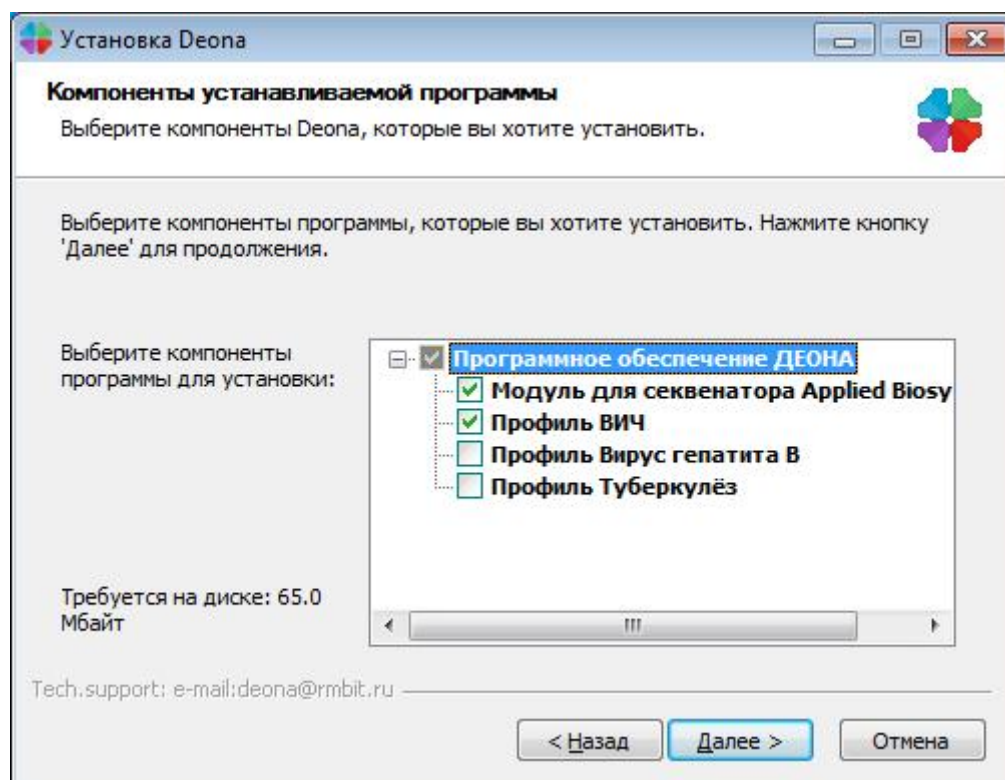 Установка Deona
Компоненты устанавливаемой программы
Выберите компоненты Deona, которые вы хотите установить.
Выберите компоненты программы, которые вы хотите установить. Нажмите кнопку
'Далее' для продолжения.
Выберите компоненты
программы для установки:
Программное обеспечение ДЕОНА
Модуль для секвенатора Applied Biosy
Профиль ВИЧ
Профиль Вирус гепатита В
Профиль Туберкулёз
Требуется на диске: 65.0
Мбайт
Tech.support: e-mail:deona@rmbit.ru
< Назад
Далее >
Отмена